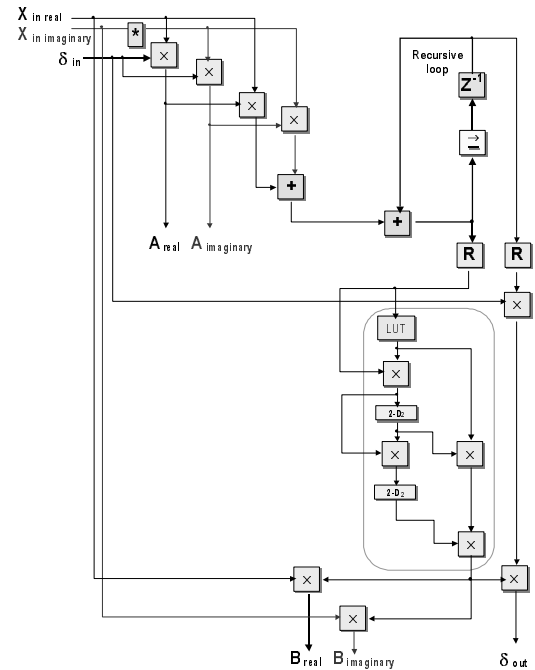 X in real
X in imaginary
*
δ in
×
×
×
×
+
A real
A imaginary
Recursive
loop
Z-1
→
+
R
R
×
LUT
×
2-D2
×
×
2-D2
×
×
×
×
B real
B imaginary
δ out